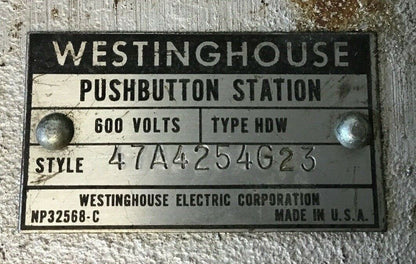 WESTINGHOUSE
PUSHBUTTON STATION
600 VOLTS TYPE HDW
STYLE 47A4254G23
WESTINGHOUSE ELECTRIC CORPORATION
NP32568-C MADE IN U.S.A.